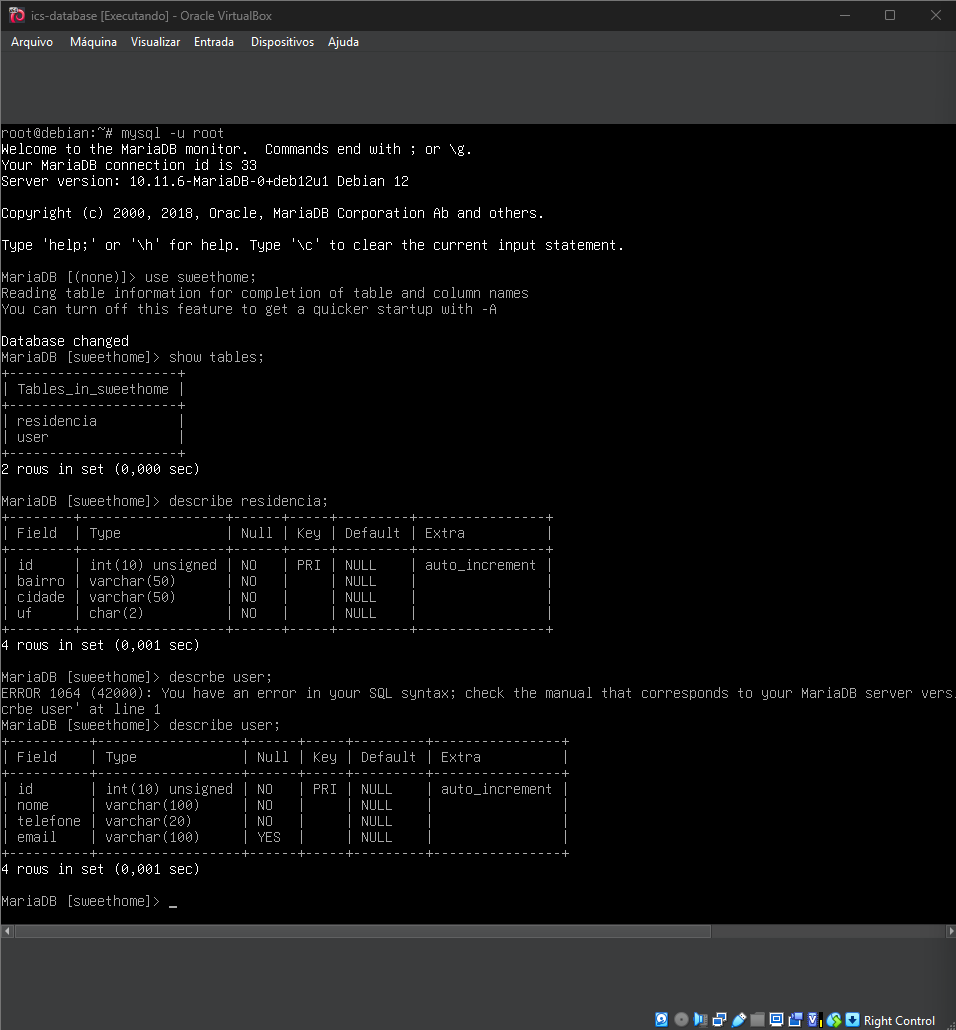 ics-database [Executando] - Oracle VirtualBox
Arquivo Máquina Visualizar Entrada Dispositivos Ajuda
root@debian:~# mysql -u root
Welcome to the MariaDB monitor.  Commands end with ; or \g.
Your MariaDB connection id is 33
Server version: 10.11.6-MariaDB-0+deb12u1 Debian 12

Copyright (c) 2000, 2018, Oracle, MariaDB Corporation Ab and others.

Type 'help;' or '\h' for help. Type '\c' to clear the current input statement.

MariaDB [(none)]> use sweethome;
Reading table information for completion of table and column names
You can turn off this feature to get a quicker startup with -A

Database changed
MariaDB [sweethome]> show tables;
+---------------------+
| Tables_in_sweethome |
+---------------------+
| residencia          |
| user                |
+---------------------+
2 rows in set (0,000 sec)

MariaDB [sweethome]> describe residencia;
+--------+------------------+------+-----+---------+----------------+
| Field  | Type             | Null | Key | Default | Extra          |
+--------+------------------+------+-----+---------+----------------+
| id     | int(10) unsigned | NO   | PRI | NULL    | auto_increment |
| bairro | varchar(50)      | NO   |     | NULL    |                |
| cidade | varchar(50)      | NO   |     | NULL    |                |
| uf     | char(2)          | NO   |     | NULL    |                |
+--------+------------------+------+-----+---------+----------------+
4 rows in set (0,001 sec)

MariaDB [sweethome]> descrbe user;
ERROR 1064 (42000): You have an error in your SQL syntax; check the manual that corresponds to your MariaDB server vers
crbe user' at line 1
MariaDB [sweethome]> describe user;
+----------+------------------+------+-----+---------+----------------+
| Field    | Type             | Null | Key | Default | Extra          |
+----------+------------------+------+-----+---------+----------------+
| id       | int(10) unsigned | NO   | PRI | NULL    | auto_increment |
| nome     | varchar(100)     | NO   |     | NULL    |                |
| telefone | varchar(20)      | NO   |     | NULL    |                |
| email    | varchar(100)     | YES  |     | NULL    |                |
+----------+------------------+------+-----+---------+----------------+
4 rows in set (0,001 sec)

MariaDB [sweethome]> _
Right Control